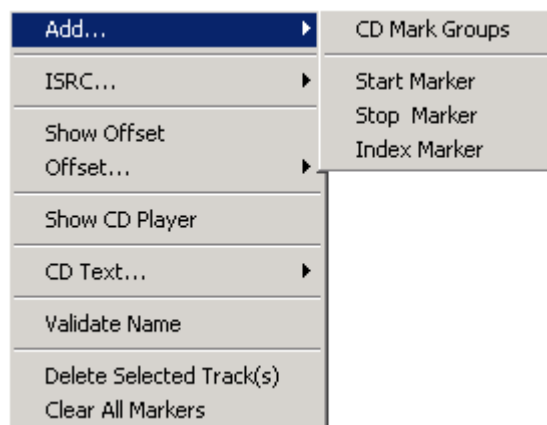 Add...
ISRC...
Show Offset
Offset...
Show CD Player
CD Text...
Validate Name
Delete Selected Track(s)
Clear All Markers
CD Mark Groups
Start Marker
Stop  Marker
Index Marker